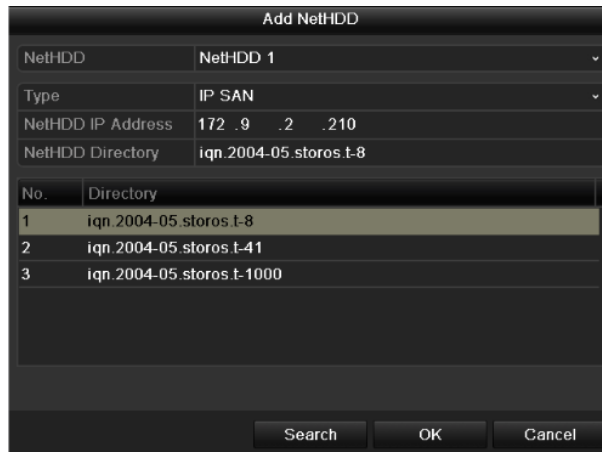 Add NetHDD
NetHDD NetHDD 1
Type IP SAN
NetHDD IP Address 172 .9 .2 .210
NetHDD Directory iqn.2004-05.storos.t-8
No. Directory
1 iqn.2004-05.storos.t-8
2 iqn.2004-05.storos.t-41
3 iqn.2004-05.storos.t-1000
Search OK Cancel